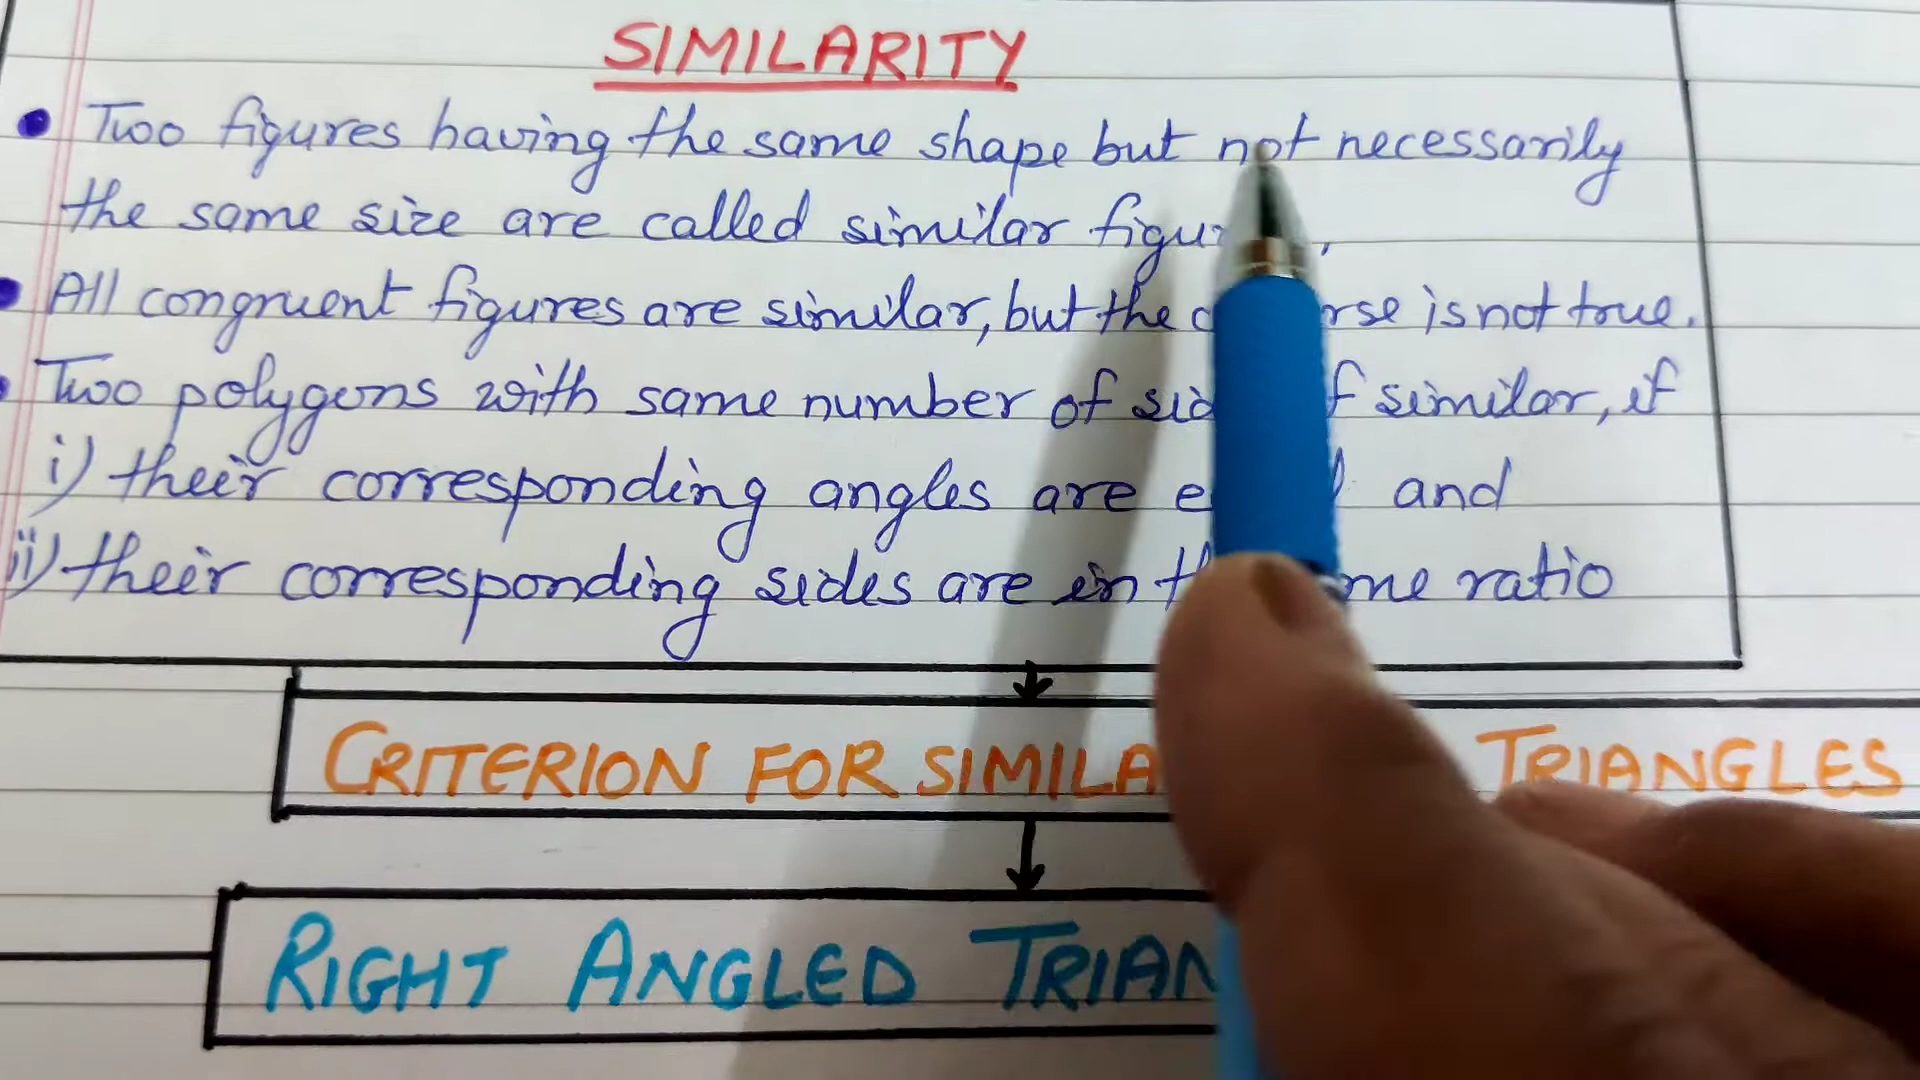 SIMILARITY
Two figures having the same shape but not necessarily
the same size are called similar
All congruent figures are similar, but the is not true.
Two polygons with same number of similar, if
i) their corresponding angles are and
ii) their corresponding sides are in ratio
CRITERION FOR TRIANGLES
RIGHT ANGLED